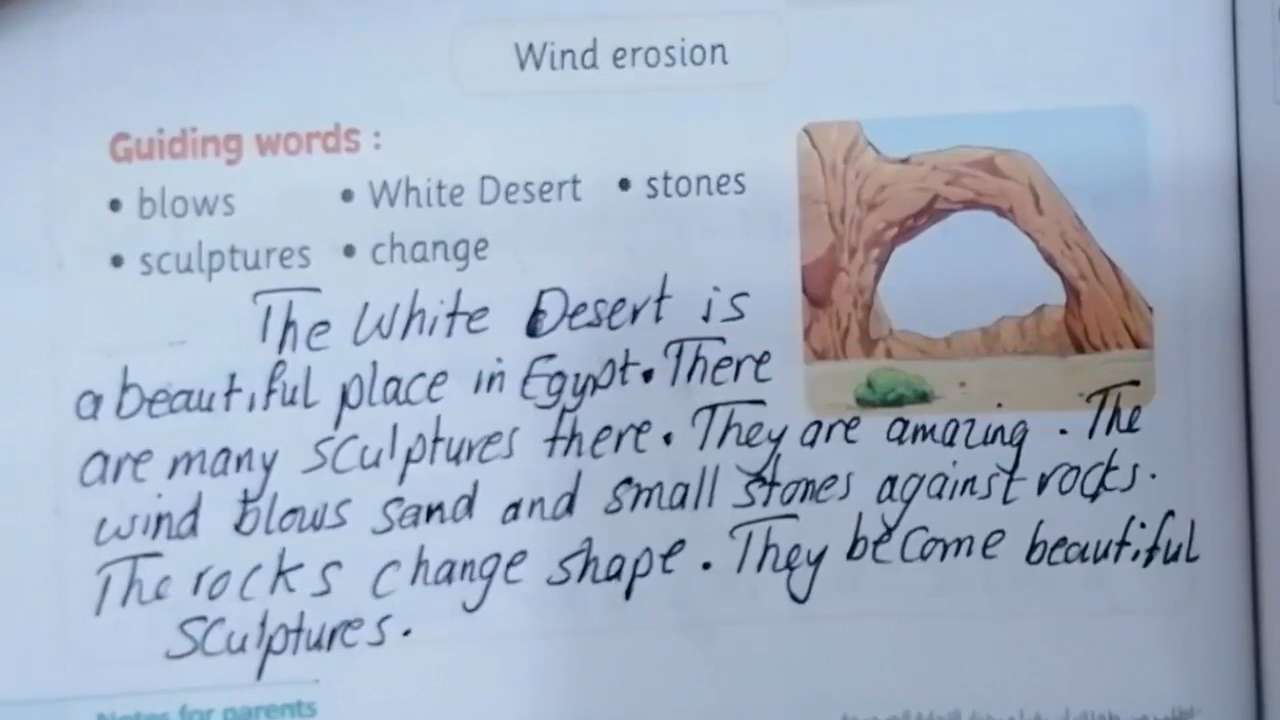 Wind erosion
Guiding words :
• blows • White Desert • stones
• sculptures • change
The White Desert is
a beautiful place in Egypt. There
are many sculptures there. They are amazing. The
wind blows sand and small stones against rocks.
The rocks change shape. They become beautiful
sculptures.
Notes for parents